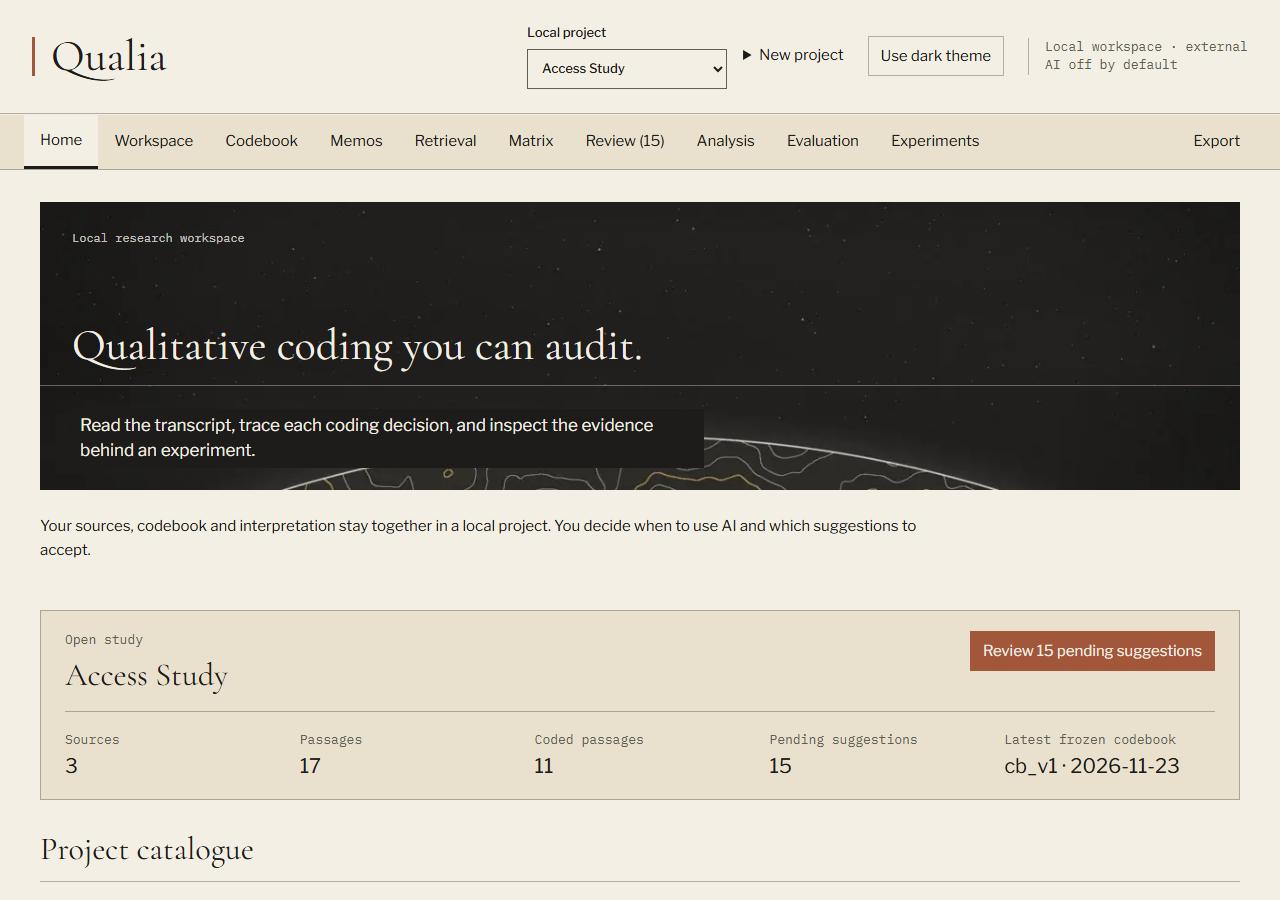 Qualia
Local project
Access Study
New project
Use dark theme
Local workspace · external
AI off by default
Home
Workspace
Codebook
Memos
Retrieval
Matrix
Review (15)
Analysis
Evaluation
Experiments
Export
Local research workspace
Qualitative coding you can audit.
Read the transcript, trace each coding decision, and inspect the evidence
behind an experiment.
Your sources, codebook and interpretation stay together in a local project. You decide when to use AI and which suggestions to
accept.
Open study
Access Study
Review 15 pending suggestions
Sources
3
Passages
17
Coded passages
11
Pending suggestions
15
Latest frozen codebook
cb_v1 · 2026-11-23
Project catalogue